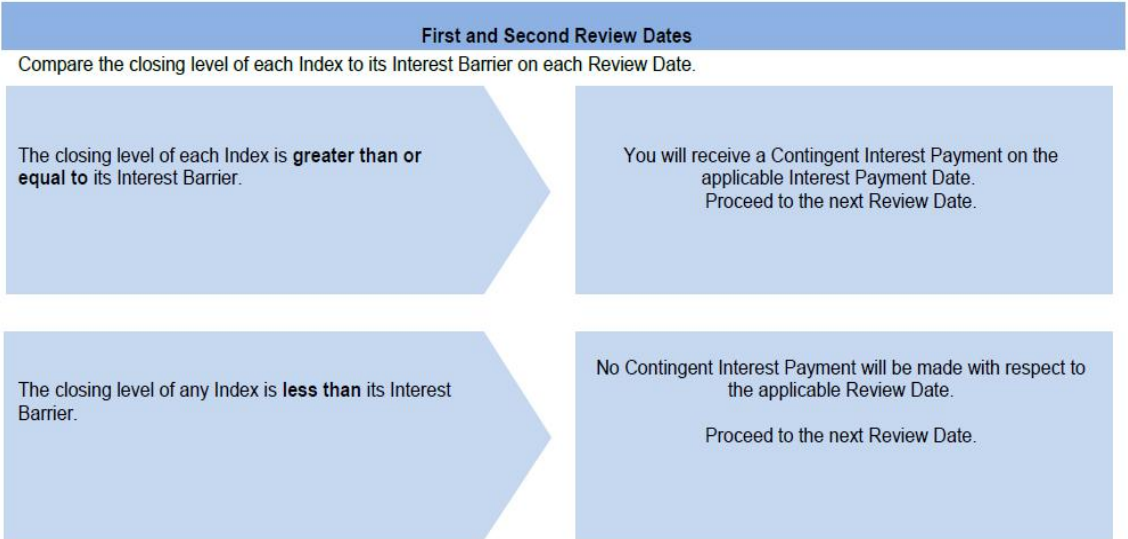 First and Second Review Dates
Compare the closing level of each Index to its Interest Barrier on each Review Date.
The closing level of each Index is greater than or
equal to its Interest Barrier.
You will receive a Contingent Interest Payment on the
applicable Interest Payment Date.
Proceed to the next Review Date.
The closing level of any Index is less than its Interest
Barrier.
No Contingent Interest Payment will be made with respect to
the applicable Review Date.
Proceed to the next Review Date.